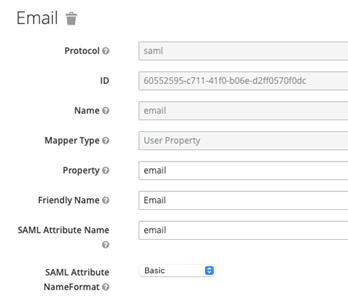 Email
Protocol saml
ID 60552595-c711-41f0-b06e-d2ff0570f0dc
Name email
Mapper Type User Property
Property email
Friendly Name Email
SAML Attribute Name email
SAML Attribute Basic
NameFormat